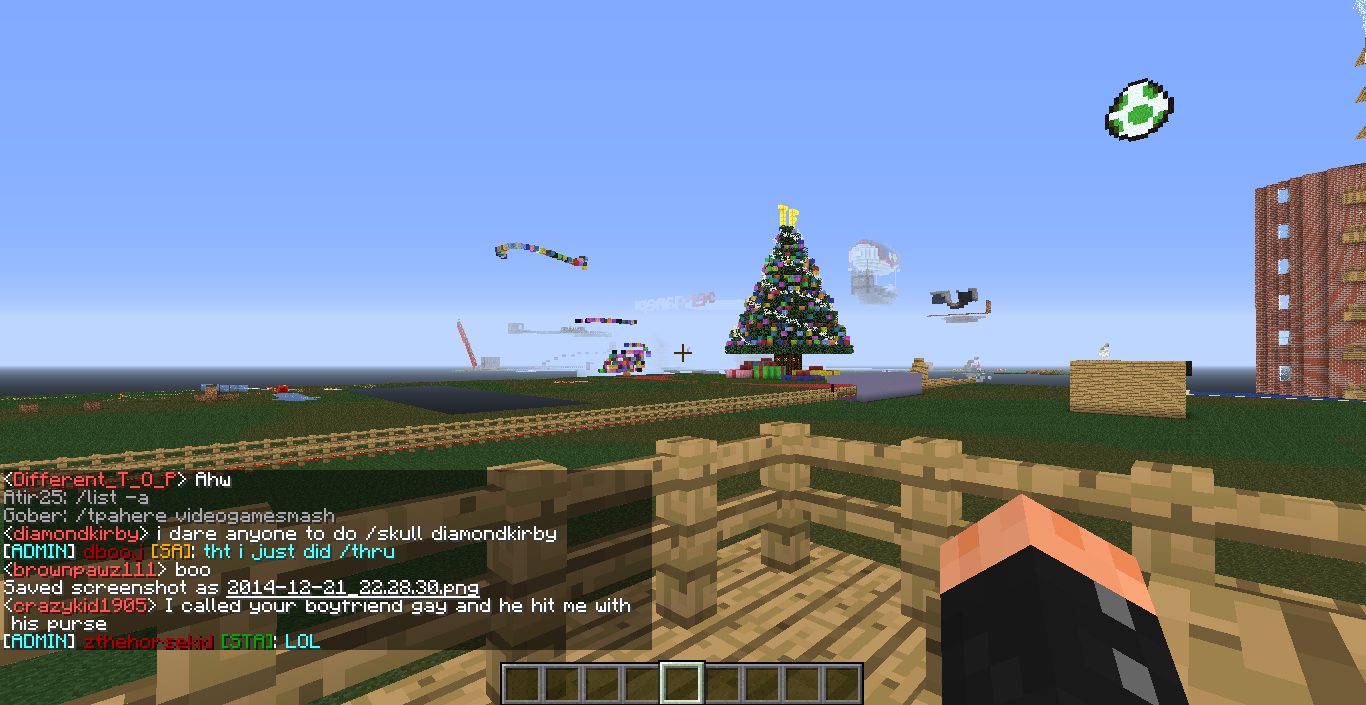 <Different_T_O_P> Ahw
Atir25: /list -a
Gober: /tpahere videogamesmash
<diamondkirby> i dare anyone to do /skull diamondkirby
[ADMIN] dbooj [SA]: tht i just did /thru
<brownpawz111> boo
Saved screenshot as 2014-12-21_22.28.30.png
<crazykid1905> I called your boyfriend gay and he hit me with
his purse
[ADMIN] zthehorsekid [STA]: LOL